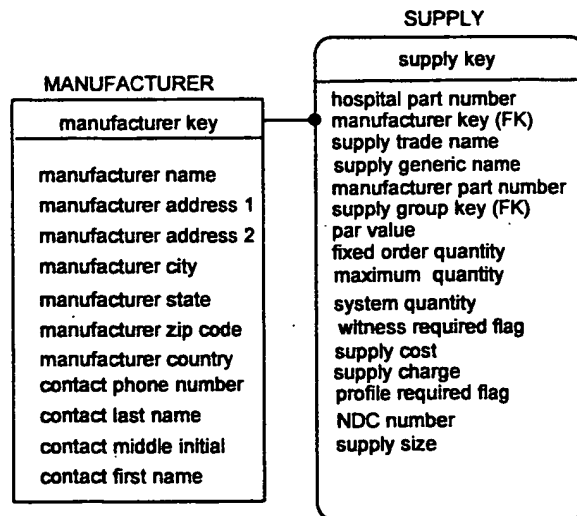 MANUFACTURER
manufacturer key
manufacturer name
manufacturer address 1
manufacturer address 2
manufacturer city
manufacturer state
manufacturer zip code
manufacturer country
contact phone number
contact last name
contact middle initial
contact first name
SUPPLY
supply key
hospital part number
manufacturer key (FK)
supply trade name
supply generic name
manufacturer part number
supply group key (FK)
par value
fixed order quantity
maximum quantity
system quantity
witness required flag
supply cost
supply charge
profile required flag
NDC number
supply size